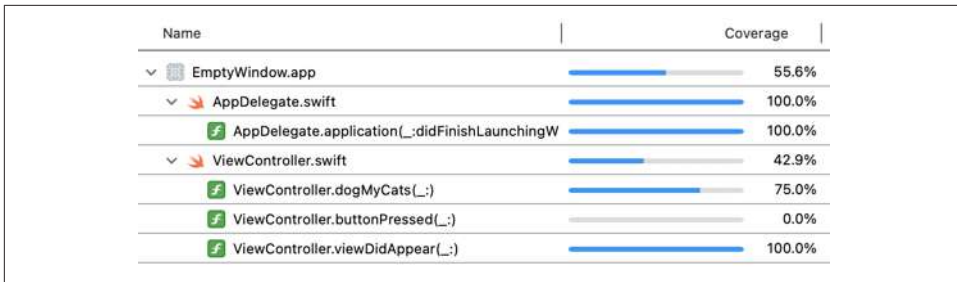 Name Coverage
EmptyWindow.app 55.6%
AppDelegate.swift 100.0%
AppDelegate.application(_:didFinishLaunchingW 100.0%
ViewController.swift 42.9%
ViewController.dogMyCats(_:) 75.0%
ViewController.buttonPressed(_:) 0.0%
ViewController.viewDidAppear(_:) 100.0%